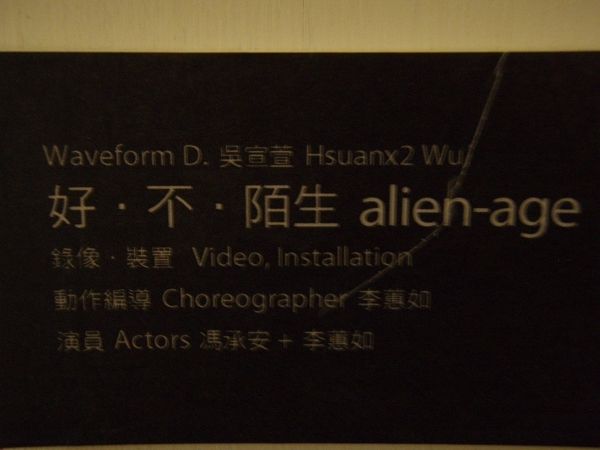 Waveform D. 吳宣萱 Hsuanx2 Wu
好・不・陌生 alien-age
錄像・裝置 Video, Installation
動作編導 Choreographer 李蕙如
演員 Actors 馮承安 + 李蕙如